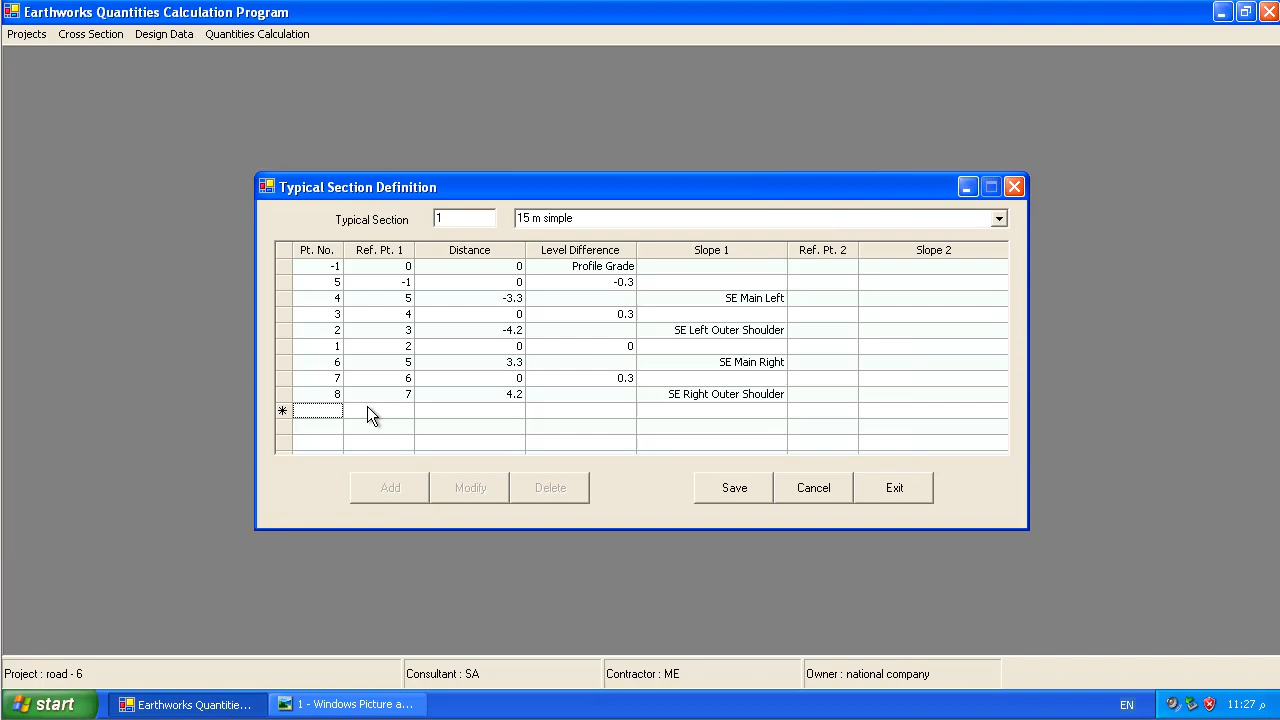 Earthworks Quantities Calculation Program
Projects Cross Section Design Data Quantities Calculation
Typical Section Definition
Typical Section 1 15 m simple
Pt. No. Ref. Pt. 1 Distance Level Difference Slope 1 Ref. Pt. 2 Slope 2
-1 0 0 Profile Grade
5 -1 0 -0.3
4 5 -3.3 SE Main Left
3 4 0 0.3
2 3 -4.2 SE Left Outer Shoulder
1 2 0 0
6 5 3.3 SE Main Right
7 6 0 0.3
8 7 4.2 SE Right Outer Shoulder
*
Add Modify Delete Save Cancel Exit
Project : road - 6 Consultant : SA Contractor : ME Owner : national company
start Earthworks Quantitie... 1 - Windows Picture a... EN 11:27 م